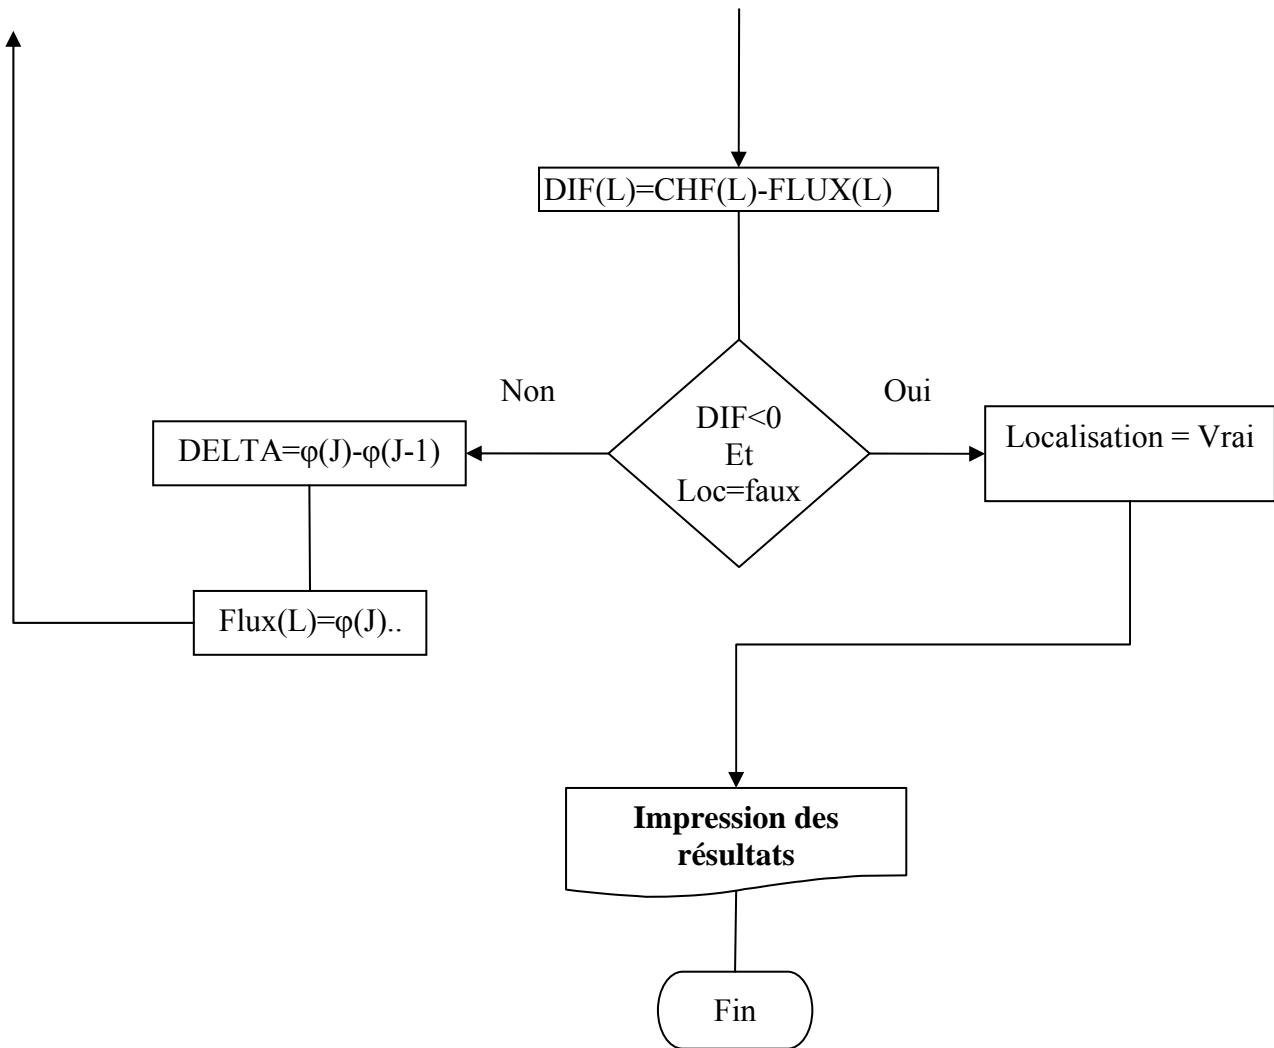 DIF(L)=CHF(L)-FLUX(L)
Non
Oui
DIF<0
Et
Loc=faux
DELTA=φ(J)-φ(J-1)
Localisation = Vrai
Flux(L)=φ(J)..
Impression des
résultats
Fin